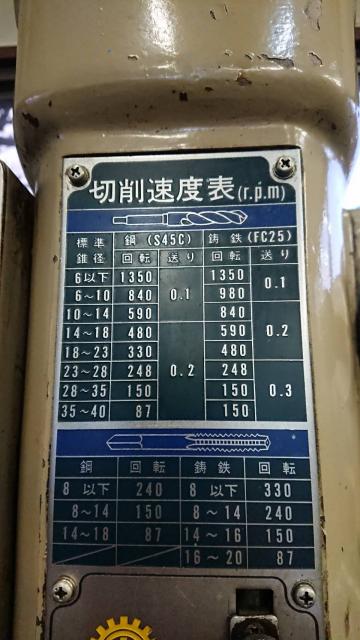 切削速度表(r.p.m)
標準 鋼 (S45C) 鋳 鉄 (FC25)
錐径 回 転 送 り 回 転 送 り
6以下 1350 0.1 1350 0.1
6～10 840 980
10～14 590 840 0.2
14～18 480 0.2 590
18～23 330 480
23～28 248 248 0.3
28～35 150 150
35～40 87 150
鋼 回 転 鋳 鉄 回 転
8 以下 240 8 以下 330
8～14 150 8～14 240
14～18 87 14～16 150
16～20 87